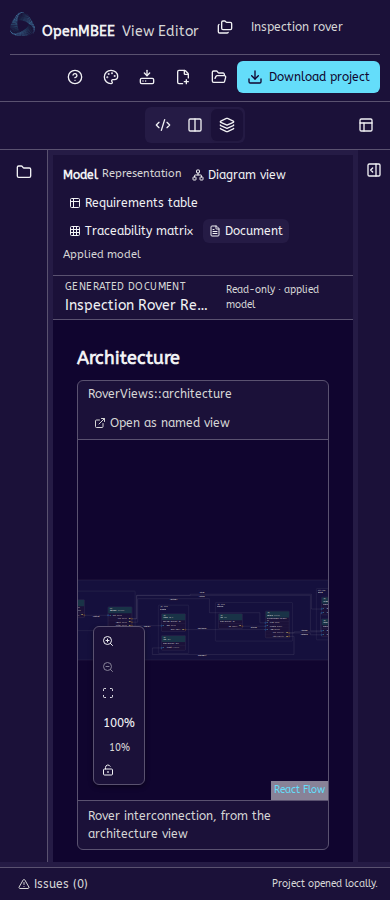 OpenMBEE View Editor
Inspection rover
Download project
Model Representation
Diagram view
Requirements table
Traceability matrix
Document
Applied model
GENERATED DOCUMENT
Inspection Rover Re...
Read-only · applied
model
Architecture
RoverViews::architecture
Open as named view
100%
10%
React Flow
Rover interconnection, from the
architecture view
Issues (0)
Project opened locally.